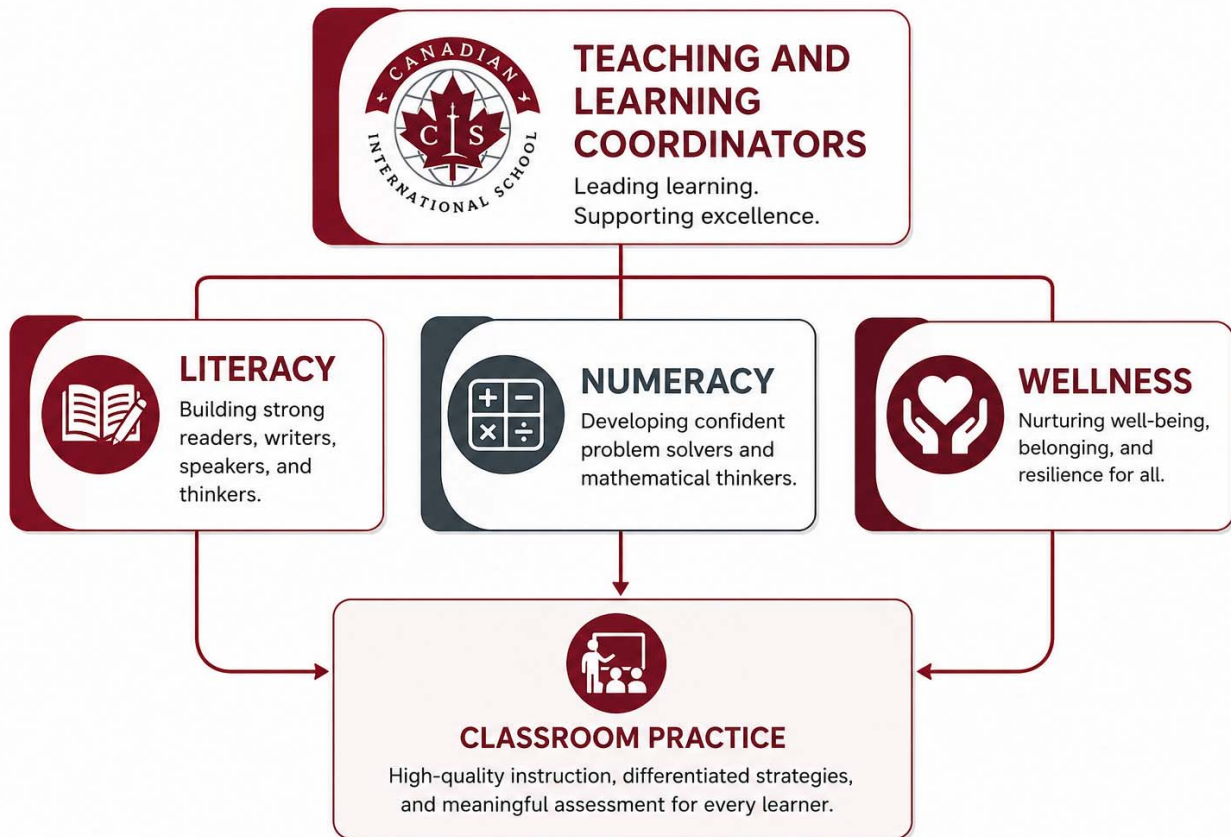 CANADIAN
C S
INTERNATIONAL SCHOOL
TEACHING AND
LEARNING
COORDINATORS
Leading learning.
Supporting excellence.
LITERACY
Building strong
readers, writers,
speakers, and
thinkers.
NUMERACY
Developing confident
problem solvers and
mathematical thinkers.
WELLNESS
Nurturing well-being,
belonging, and
resilience for all.
CLASSROOM PRACTICE
High-quality instruction, differentiated strategies,
and meaningful assessment for every learner.